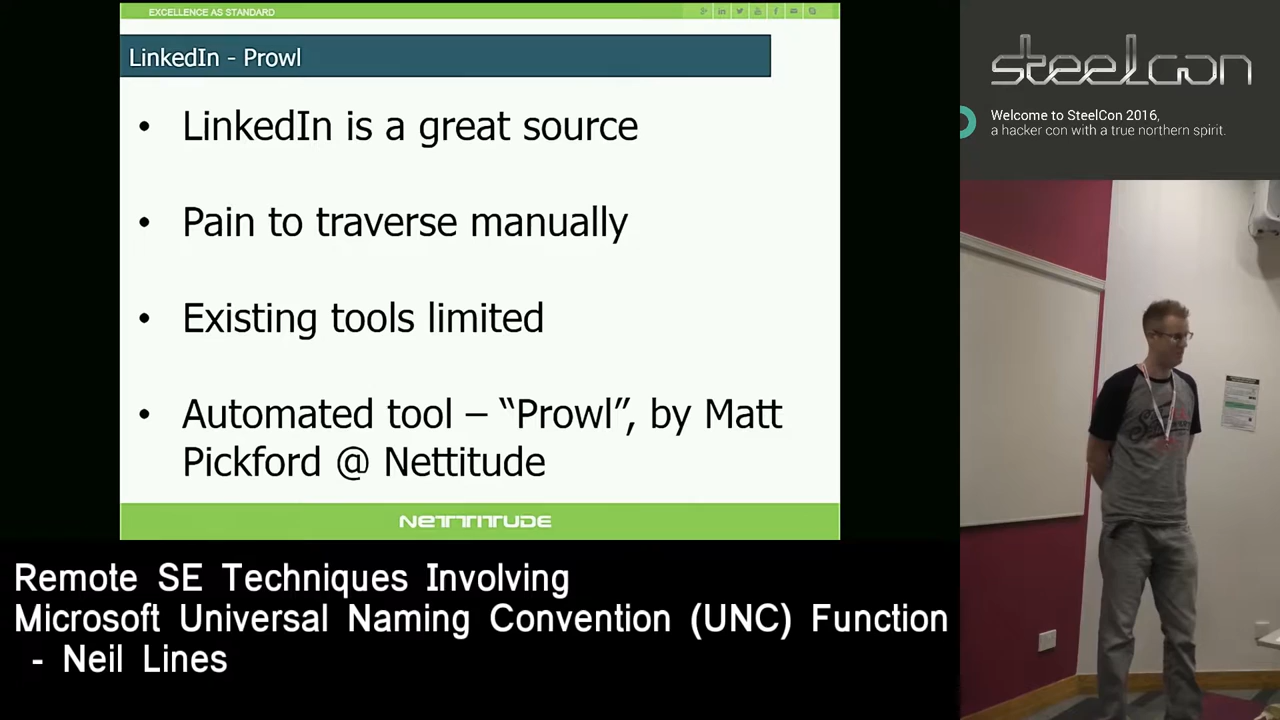 EXCELLENCE AS STANDARD
LinkedIn - Prowl
• LinkedIn is a great source
• Pain to traverse manually
• Existing tools limited
• Automated tool – “Prowl”, by Matt
Pickford @ Nettitude
NETTITUDE
steelcon
Welcome to SteelCon 2016,
a hacker con with a true northern spirit.
Remote SE Techniques Involving
Microsoft Universal Naming Convention (UNC) Function
- Neil Lines